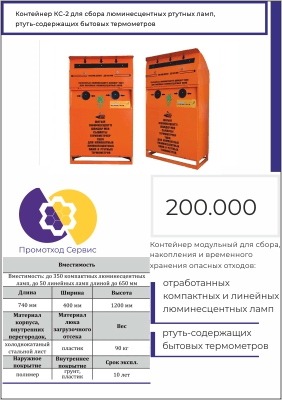 Контейнер КС-2 для сбора люминесцентных ртутных ламп,
ртуть-содержащих бытовых термометров
Промотход Сервис
200.000
Контейнер модульный для сбора,
накопления и временного
хранения опасных отходов:
отработанных
компактных и линейных
люминесцентных ламп
ртуть-содержащих
бытовых термометров
Вместимость
Вместимость: до 350 компактных люминесцентных
ламп, до 50 линейных ламп длиной до 650 мм
Длина Ширина Высота
740 мм 400 мм 1200 мм
Материал корпуса, внутренних перегородок, Материал люка загрузочного отсека Вес
холоднокатаный стальной лист пластик 90 кг
Наружное покрытие Внутреннее покрытие Срок экспл.
полимер грунт, пластик 10 лет